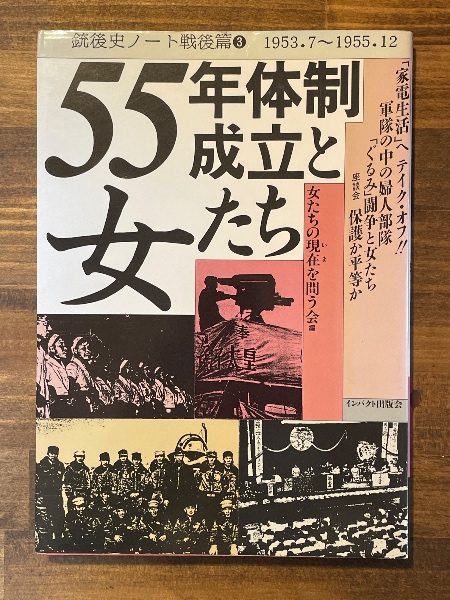 銃後史ノート戦後篇❸ 1953.7〜1955.12
55年体制
成立と
女たち
「家電生活」へ テイク・オフ!!
軍隊の中の婦人部隊
「ぐるみ」闘争と女たち
座談会 保護か平等か
女たちの現在を問う会編
いま
インパクト出版会